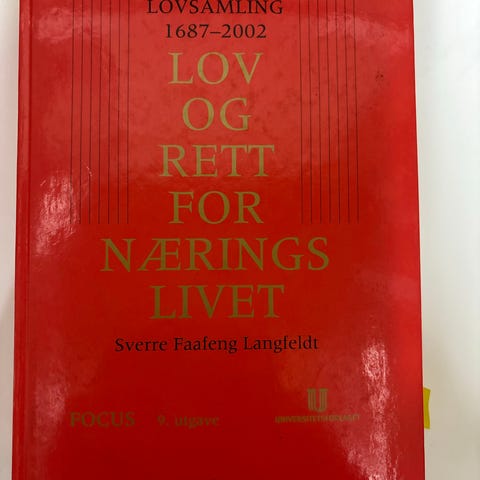 LOVSAMLING
1687–2002
LOV
OG
RETT
FOR
NÆRINGS
LIVET
Sverre Faafeng Langfeldt
FOCUS 9. utgave
UNIVERSITETSFORLAGET